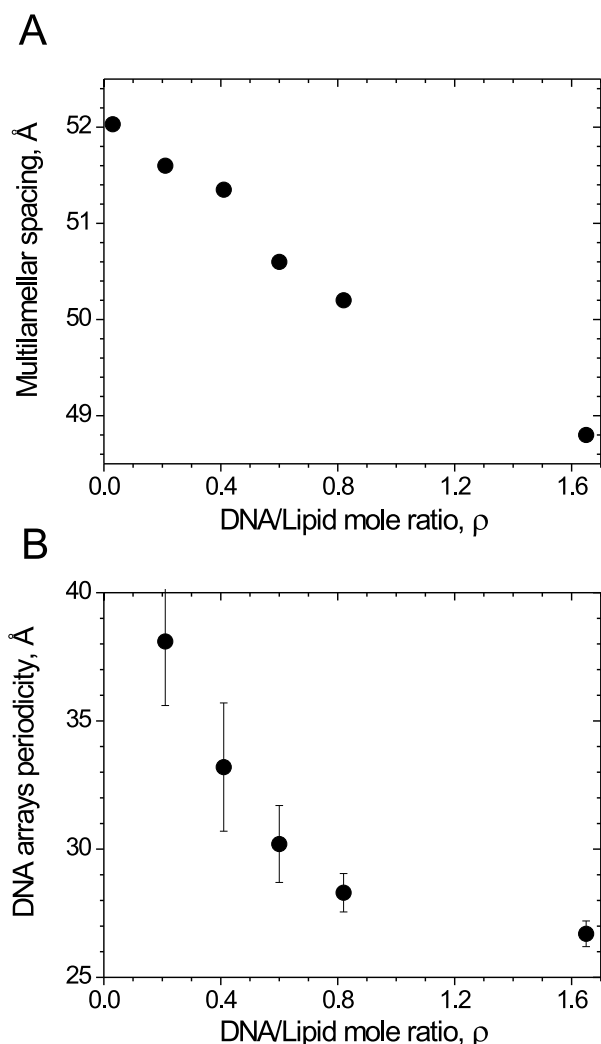 A
Multilamellar spacing, Å
52
51
50
49
0.0 0.4 0.8 1.2 1.6
DNA/Lipid mole ratio, ρ
B
DNA arrays periodicity, Å
40
35
30
25
0.0 0.4 0.8 1.2 1.6
DNA/Lipid mole ratio, ρ